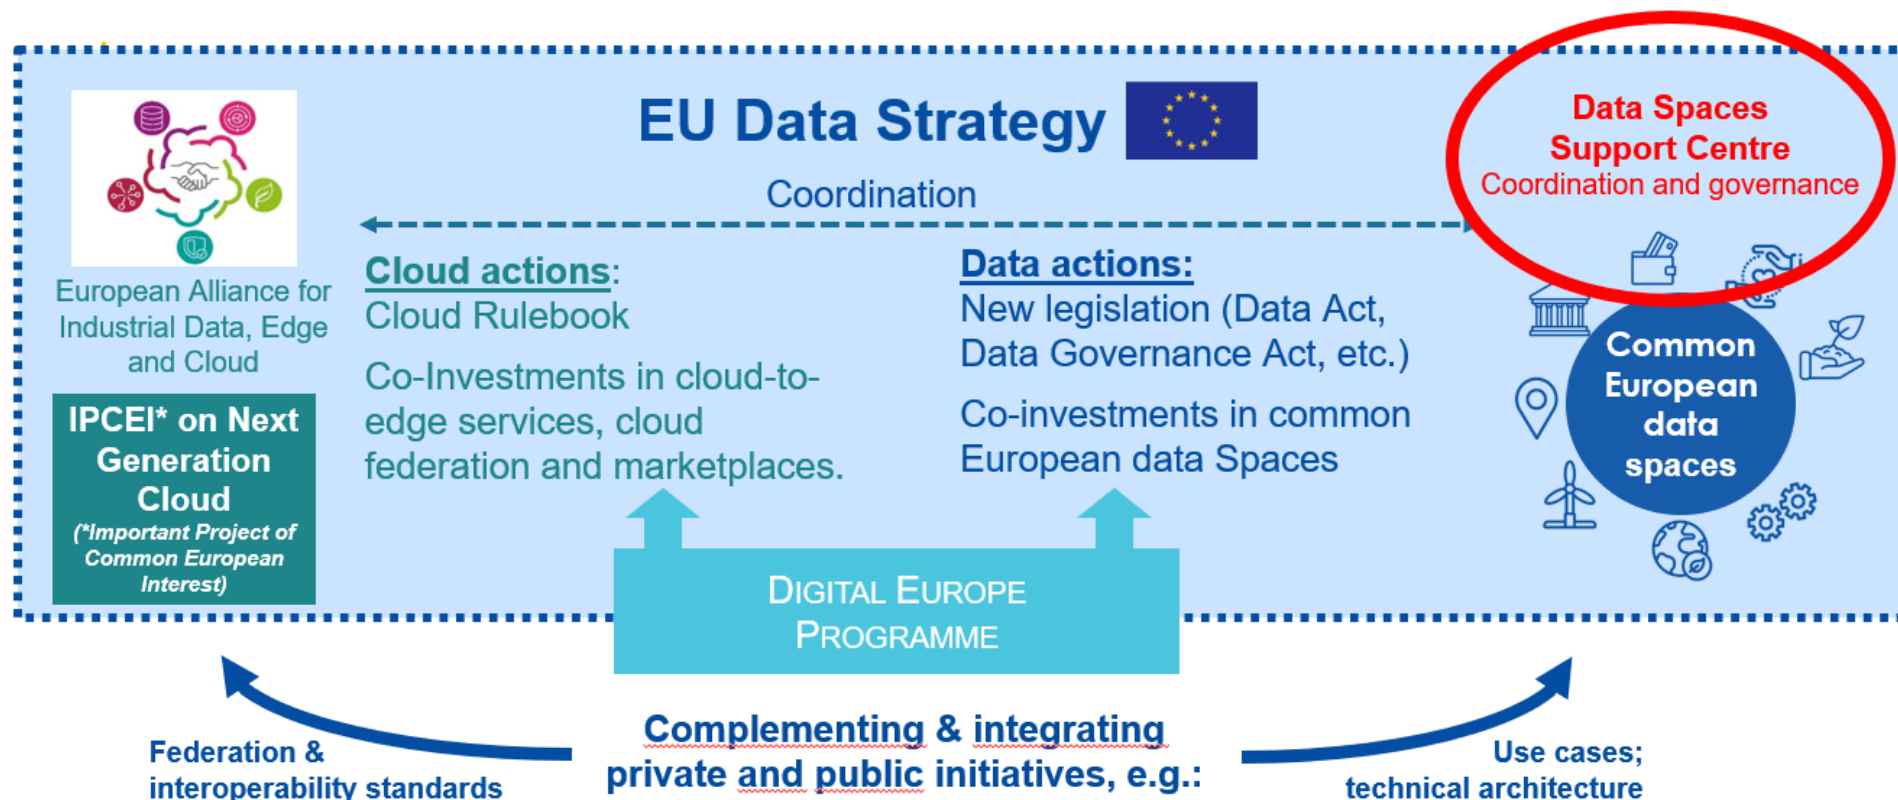 EU Data Strategy
Coordination
Data Spaces
Support Centre
Coordination and governance
European Alliance for
Industrial Data, Edge
and Cloud
IPCEI* on Next
Generation
Cloud
(*Important Project of
Common European
Interest)
Cloud actions:
Cloud Rulebook
Co-Investments in cloud-to-
edge services, cloud
federation and marketplaces.
Data actions:
New legislation (Data Act,
Data Governance Act, etc.)
Co-investments in common
European data Spaces
Common
European
data
spaces
DIGITAL EUROPE
PROGRAMME
Federation &
interoperability standards
Complementing & integrating
private and public initiatives, e.g.:
Use cases;
technical architecture